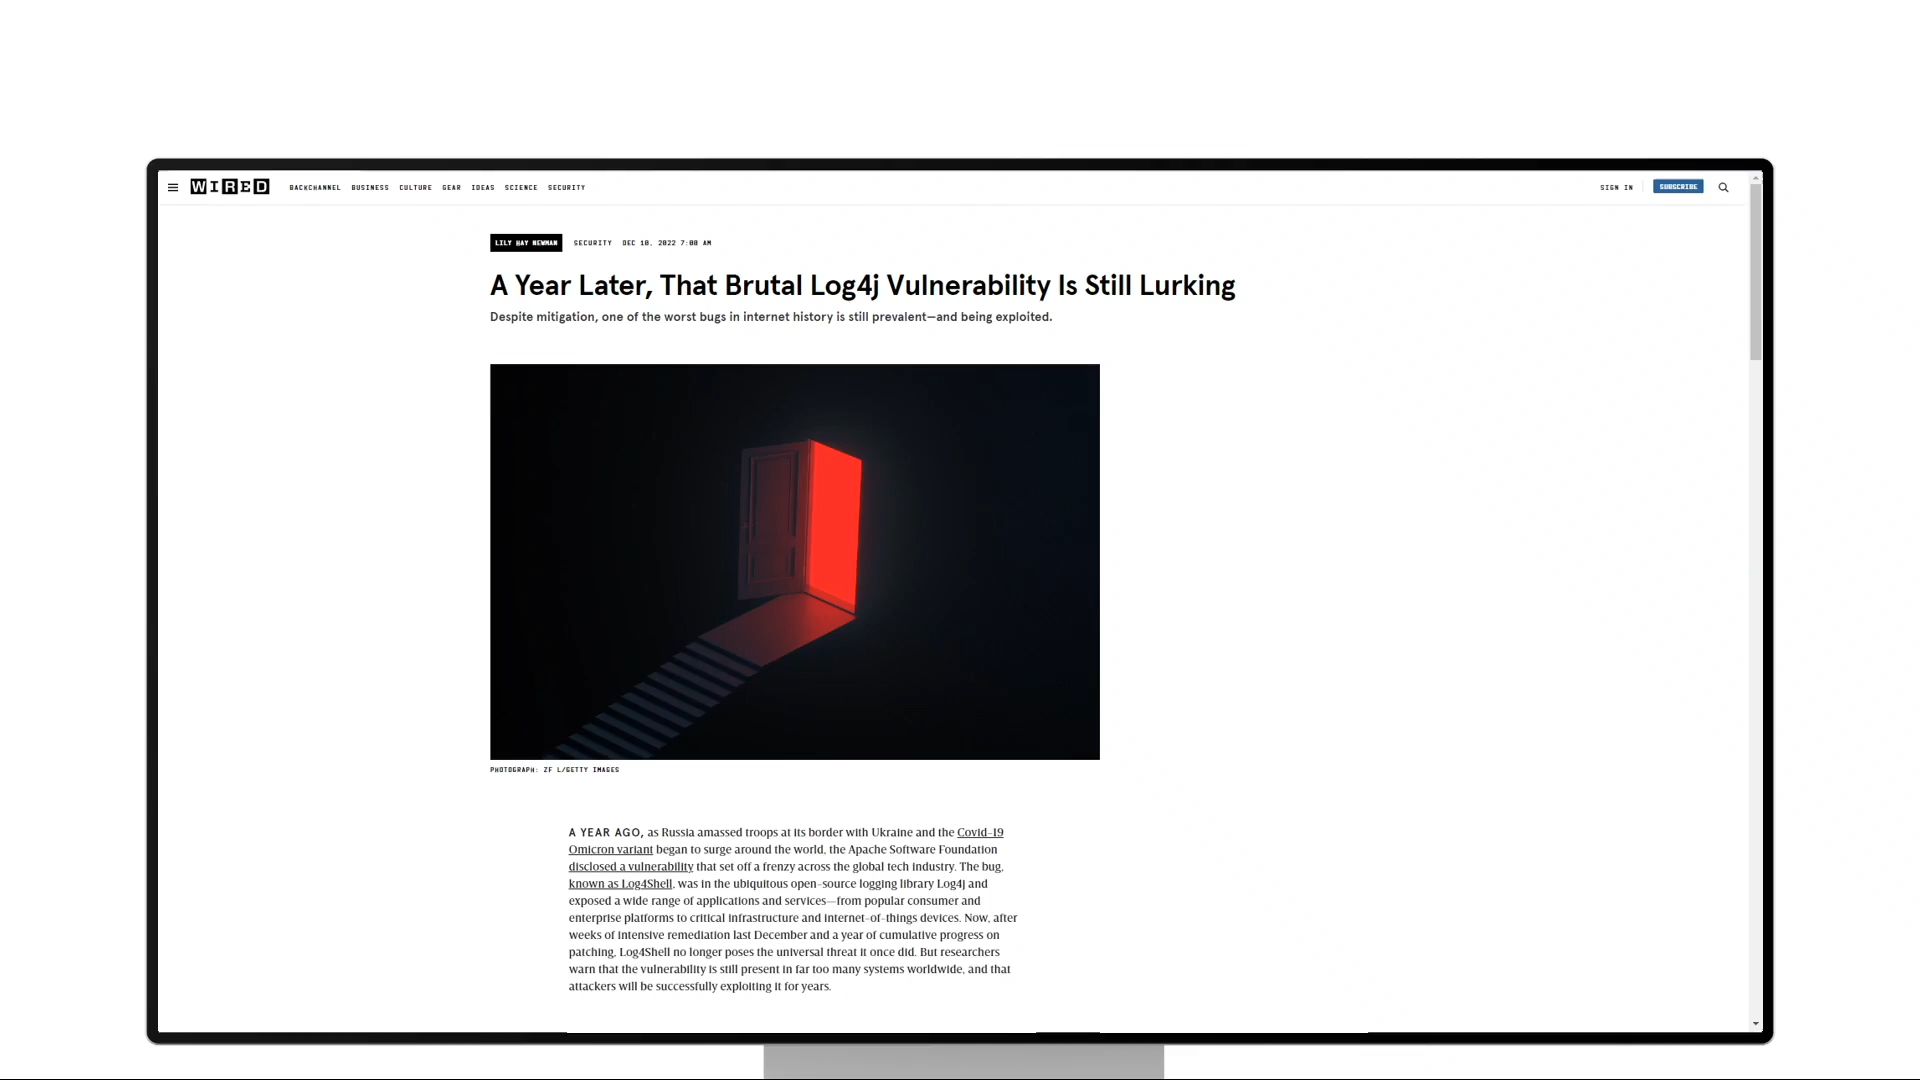 WIRED BACKCHANNEL BUSINESS CULTURE GEAR IDEAS SCIENCE SECURITY SIGN IN SUBSCRIBE
LILY HAY NEWMAN SECURITY DEC 10, 2022 7:00 AM
A Year Later, That Brutal Log4j Vulnerability Is Still Lurking
Despite mitigation, one of the worst bugs in internet history is still prevalent—and being exploited.
PHOTOGRAPH: ZF L/GETTY IMAGES
A YEAR AGO, as Russia amassed troops at its border with Ukraine and the Covid-19
Omicron variant began to surge around the world, the Apache Software Foundation
disclosed a vulnerability that set off a frenzy across the global tech industry. The bug,
known as Log4Shell, was in the ubiquitous open-source logging library Log4j and
exposed a wide range of applications and services—from popular consumer and
enterprise platforms to critical infrastructure and internet-of-things devices. Now, after
weeks of intensive remediation last December and a year of cumulative progress on
patching, Log4Shell no longer poses the universal threat it once did. But researchers
warn that the vulnerability is still present in far too many systems worldwide, and that
attackers will be successfully exploiting it for years.